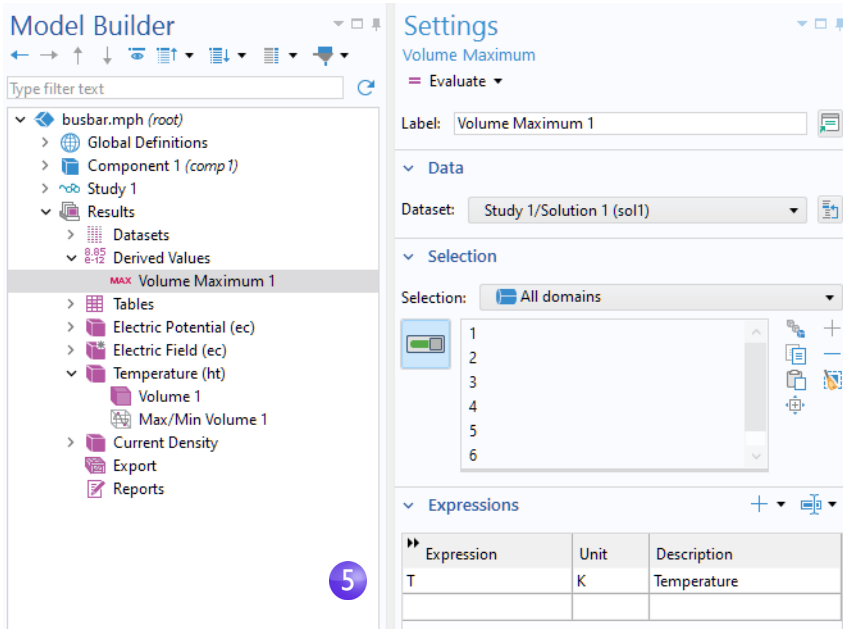 Model Builder
Type filter text
busbar.mph (root)
Global Definitions
Component 1 (comp1)
Study 1
Results
Datasets
8.85
e-12
Derived Values
MAX Volume Maximum 1
Tables
Electric Potential (ec)
Electric Field (ec)
Temperature (ht)
Volume 1
Max/Min Volume 1
Current Density
Export
Reports
5
Settings
Volume Maximum
= Evaluate
Label: Volume Maximum 1
Data
Dataset: Study 1/Solution 1 (sol1)
Selection
Selection: All domains
1
2
3
4
5
6
Expressions
Expression Unit Description
T K Temperature